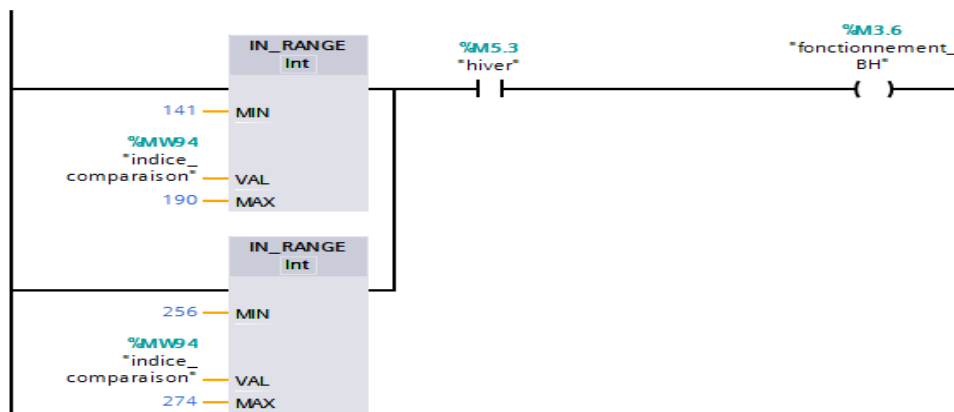 IN_RANGE
Int
%M5.3
"hiver"
%M3.6
"fonctionnement_
BH"
141
MIN
%MW94
"indice_
comparaison"
VAL
190
MAX
IN_RANGE
Int
256
MIN
%MW94
"indice_
comparaison"
VAL
274
MAX